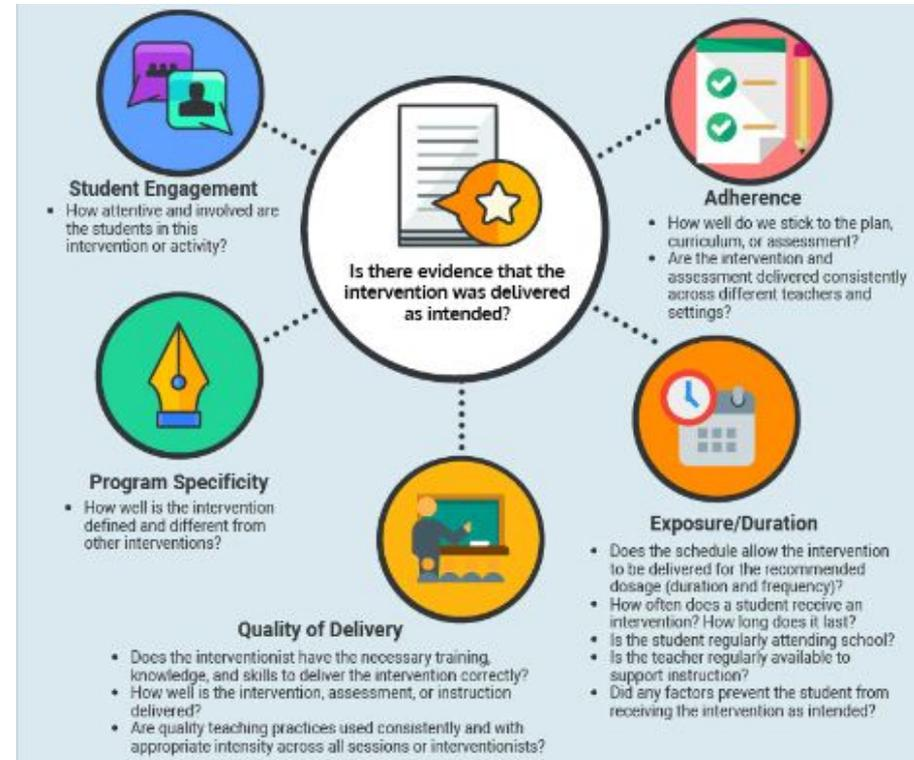 Is there evidence that the
intervention was delivered
as intended?
Student Engagement
• How attentive and involved are
the students in this
intervention or activity?
Adherence
• How well do we stick to the plan,
curriculum, or assessment?
• Are the intervention and
assessment delivered consistently
across different teachers and
settings?
Program Specificity
• How well is the intervention
defined and different from
other interventions?
Exposure/Duration
• Does the schedule allow the intervention
to be delivered for the recommended
dosage (duration and frequency)?
• How often does a student receive an
intervention? How long does it last?
• Is the student regularly attending school?
• Is the teacher regularly available to
support instruction?
• Did any factors prevent the student from
receiving the intervention as intended?
Quality of Delivery
• Does the interventionist have the necessary training,
knowledge, and skills to deliver the intervention correctly?
• How well is the intervention, assessment, or instruction
delivered?
• Are quality teaching practices used consistently and with
appropriate intensity across all sessions or interventionists?